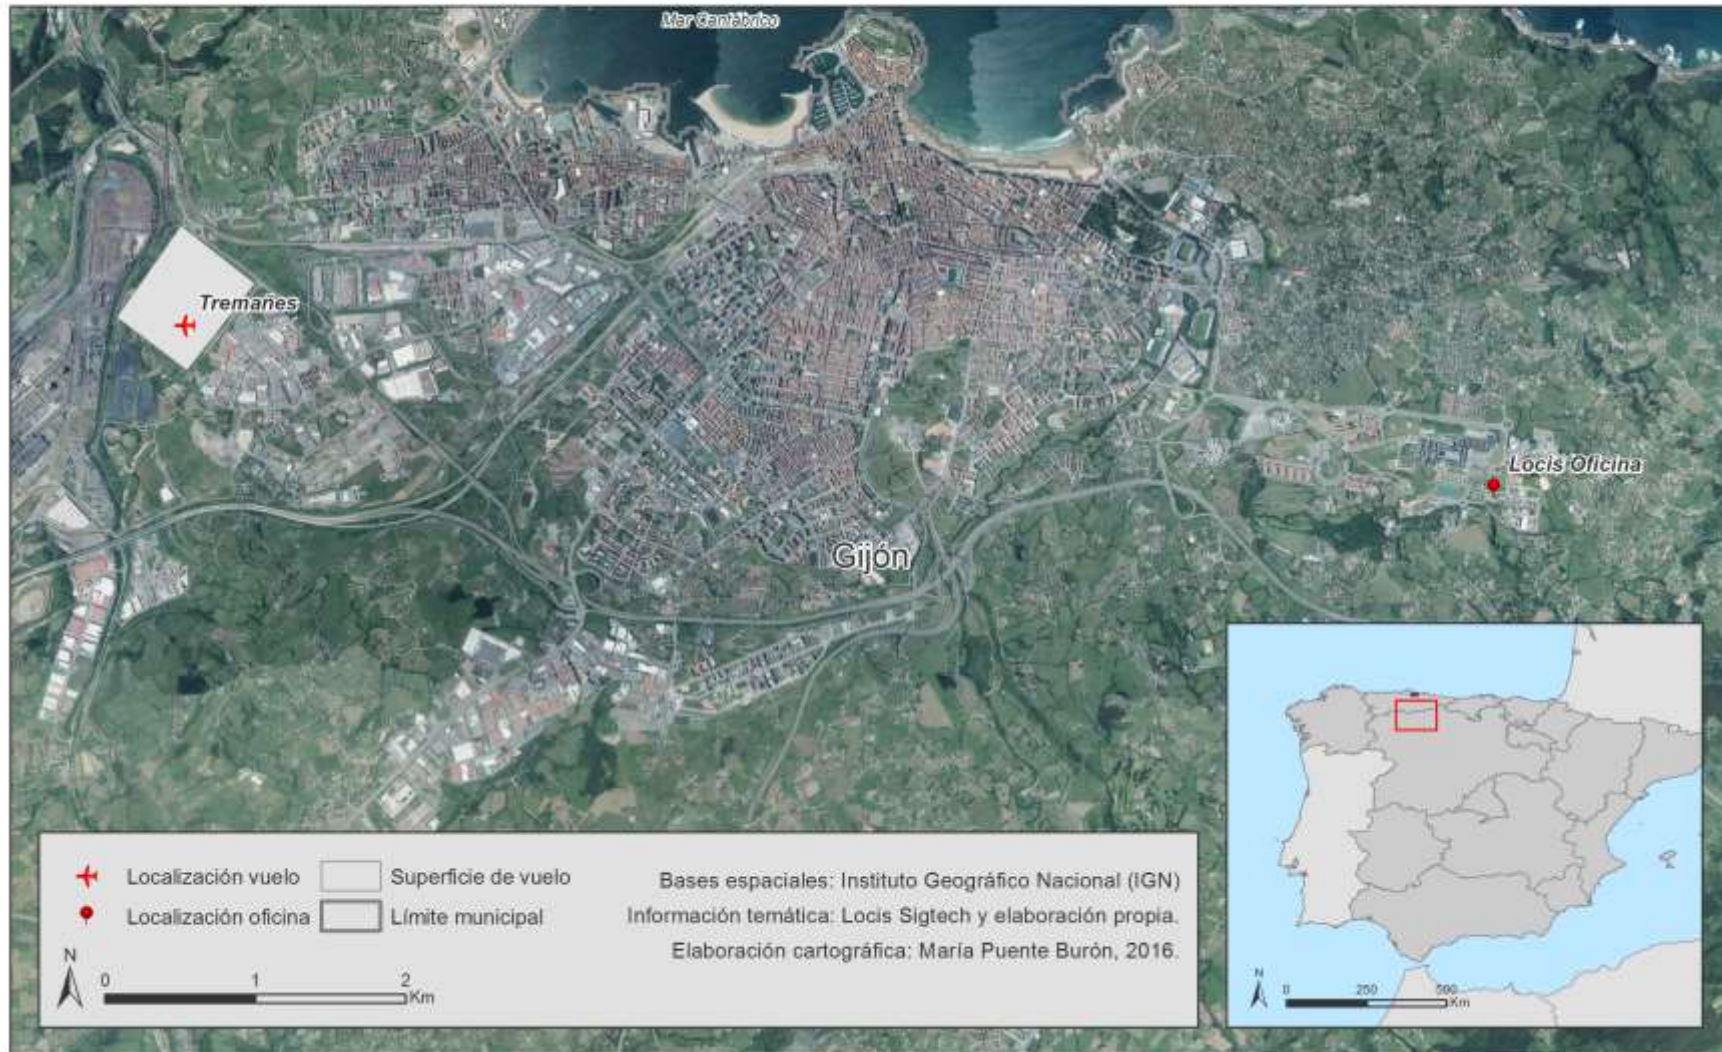 Mar Cantábrico
Tremañes
Locis Oficina
Gijón
Localización vuelo
Superficie de vuelo
Localización oficina
Límite municipal
Bases espaciales: Instituto Geográfico Nacional (IGN)
Información temática: Locis Sigtech y elaboración propia.
Elaboración cartográfica: María Puente Burón, 2016.
N
0 1 2
Km
N
0 250 500
Km